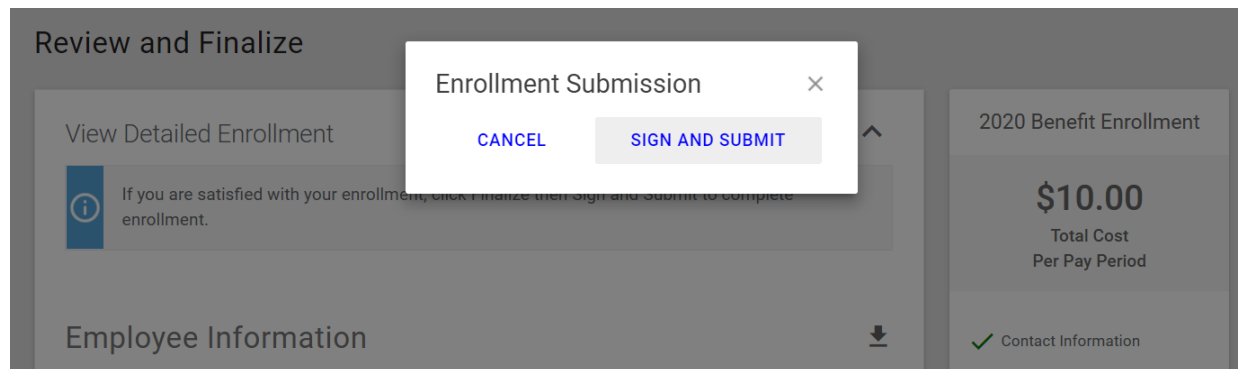 Review and Finalize
Enrollment Submission
CANCEL
SIGN AND SUBMIT
View Detailed Enrollment
If you are satisfied with your enrollment, click Finalize then Sign and Submit to complete
enrollment.
Employee Information
2020 Benefit Enrollment
$10.00
Total Cost
Per Pay Period
Contact Information